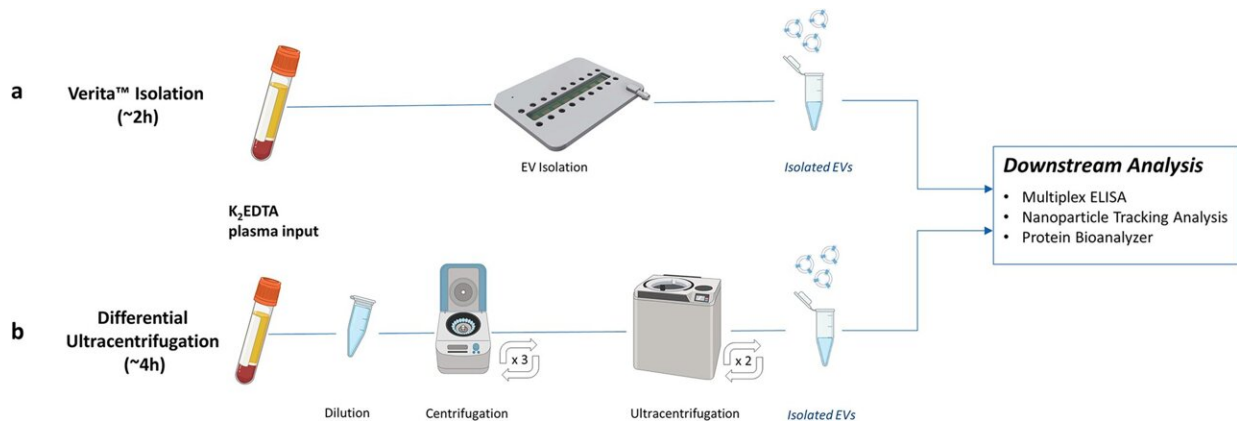 a
Verita™ Isolation
(~2h)
EV Isolation
Isolated EVs
K₂EDTA
plasma input
b
Differential
Ultracentrifugation
(~4h)
x 3
x 2
Dilution
Centrifugation
Ultracentrifugation
Isolated EVs
Downstream Analysis
• Multiplex ELISA
• Nanoparticle Tracking Analysis
• Protein Bioanalyzer